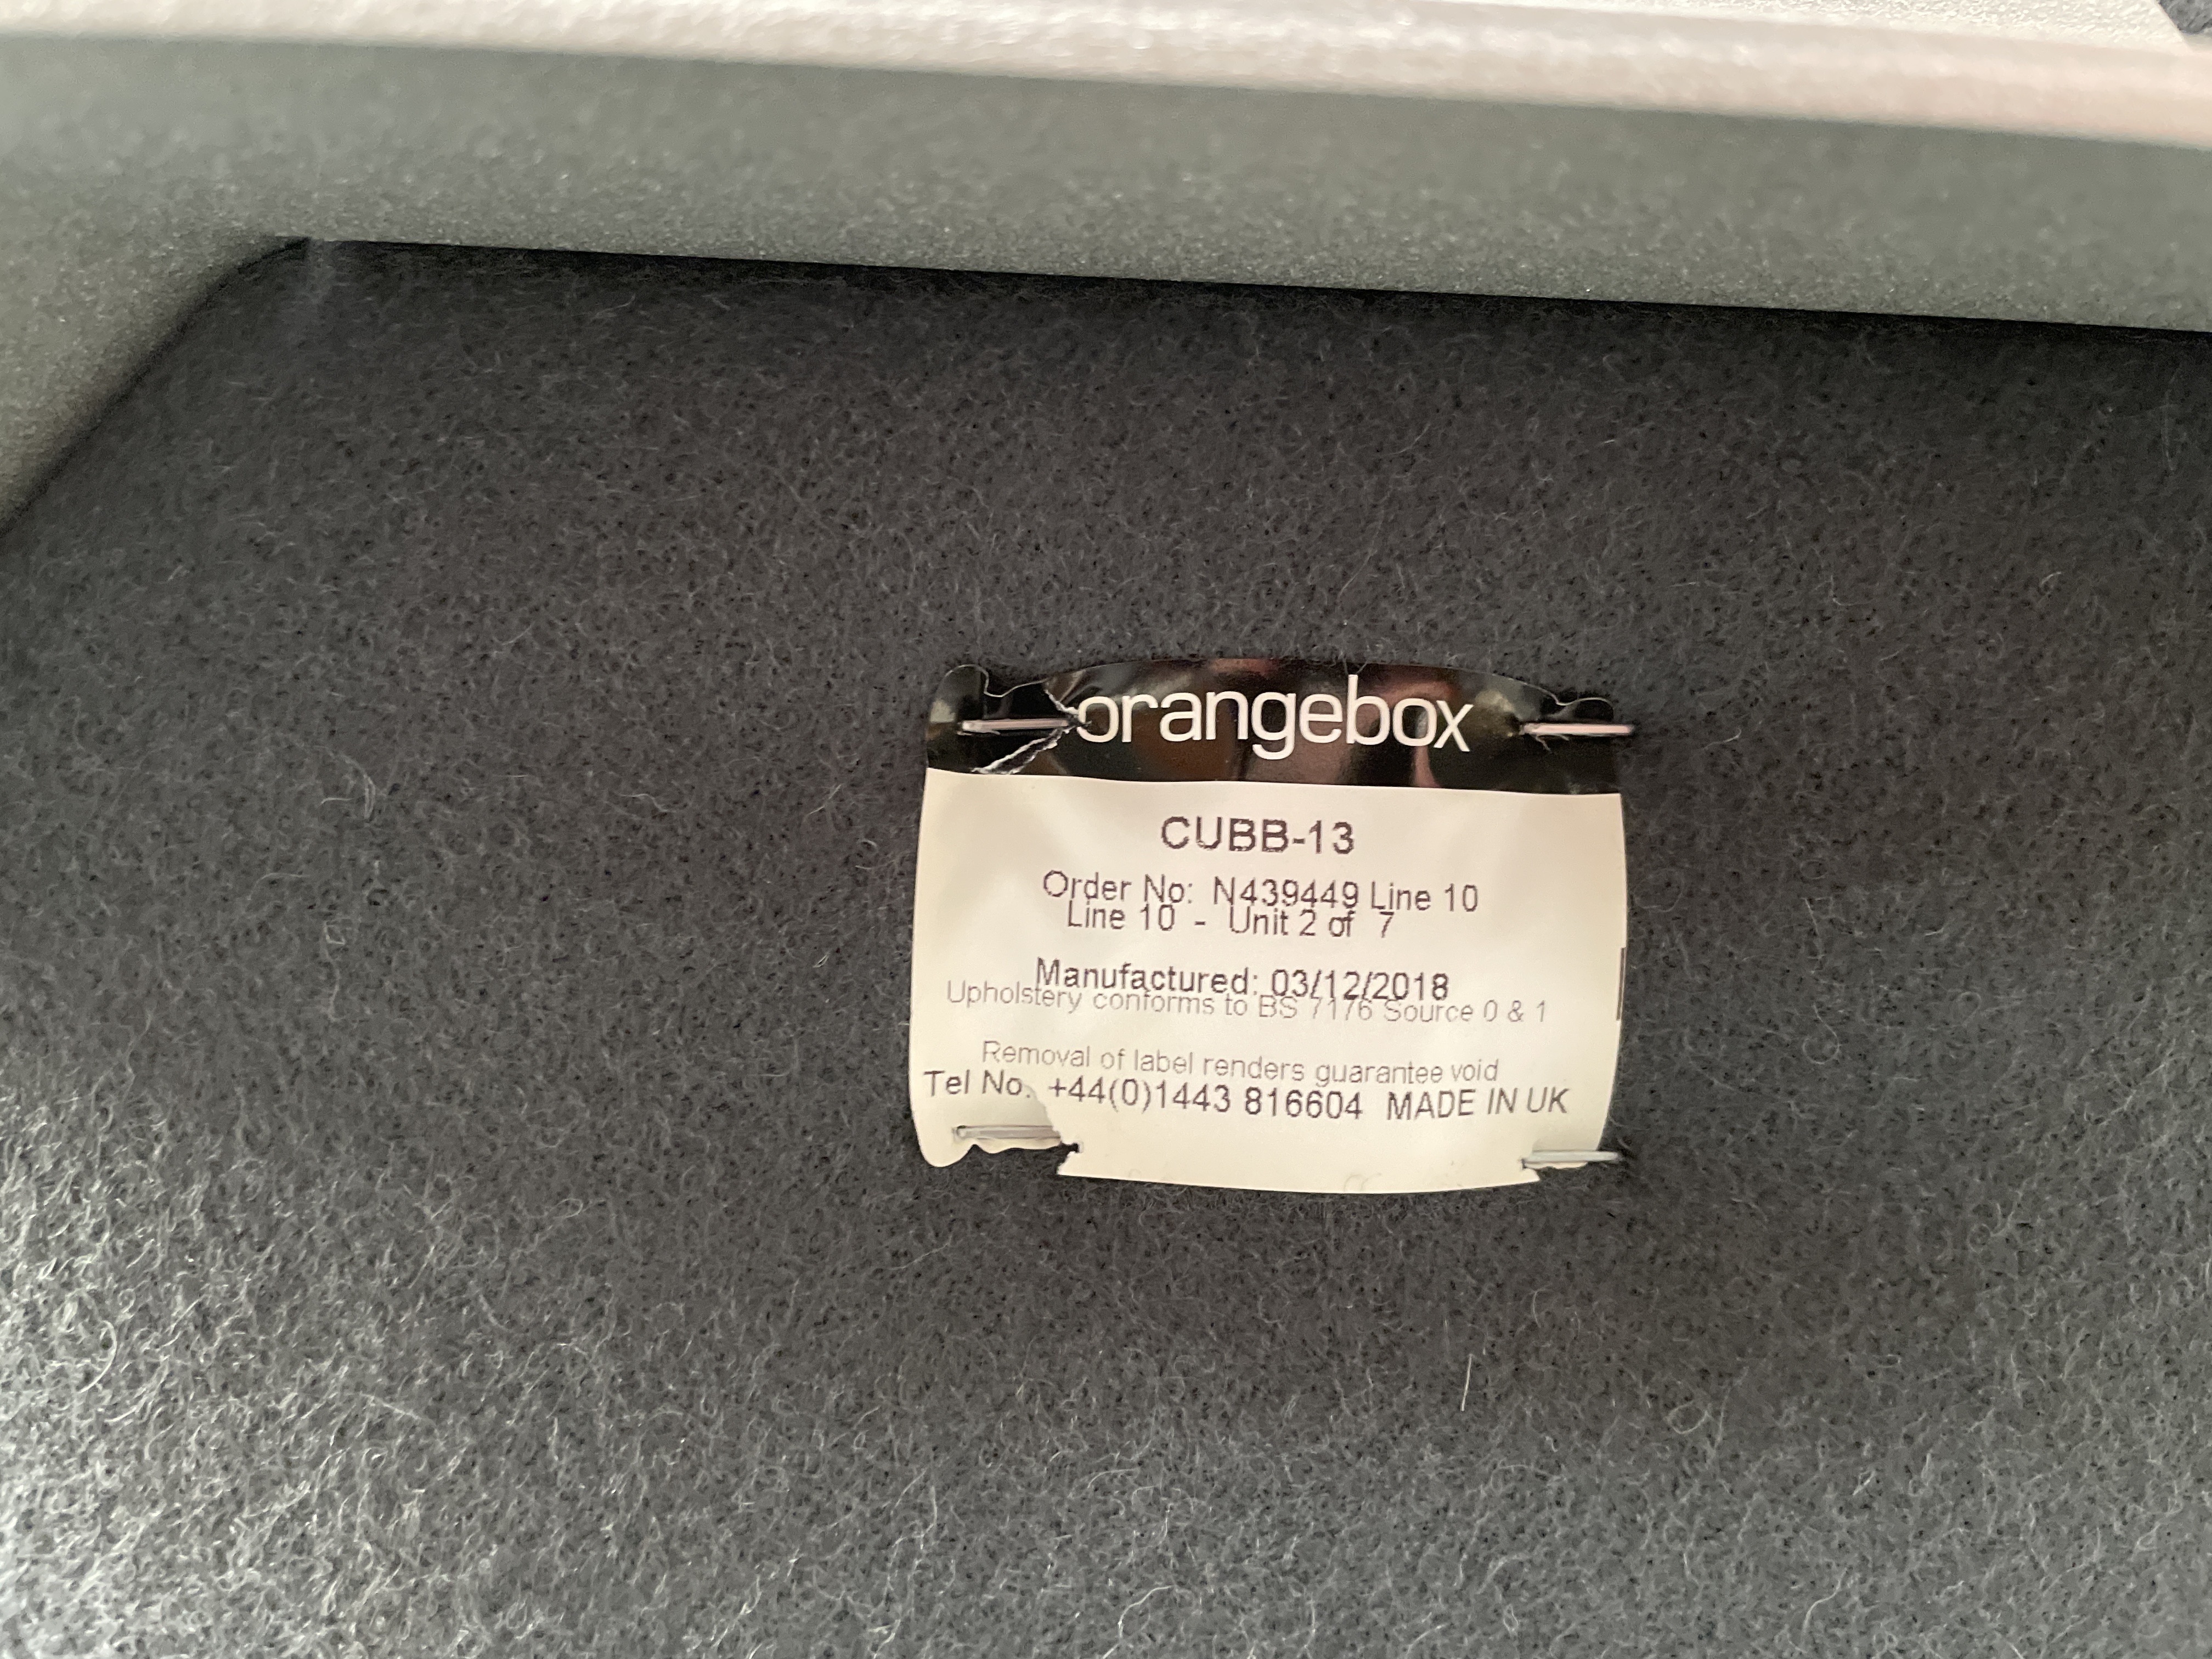 orangebox
CUBB-13
Order No: N439449 Line 10
Line 10 - Unit 2 of 7
Manufactured: 03/12/2018
Upholstery conforms to BS 7176 Source 0 & 1
Removal of label renders guarantee void
Tel No. +44(0)1443 816604 MADE IN UK